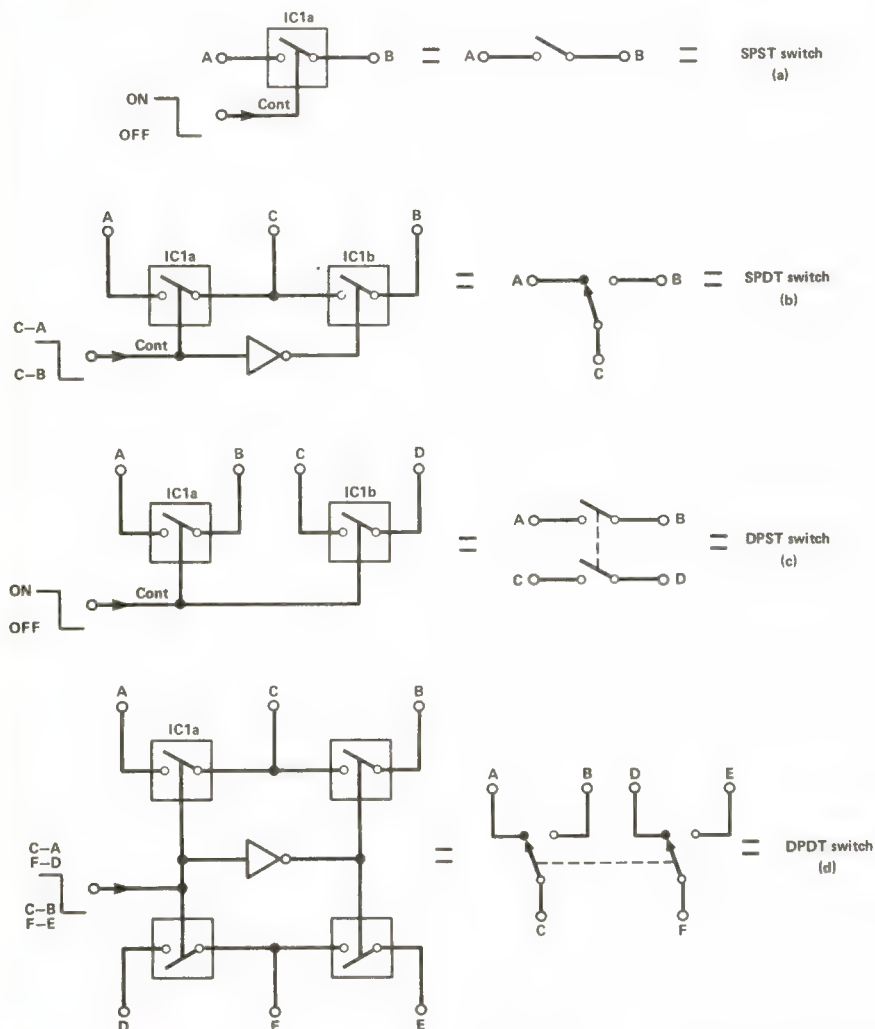 IC1a
A B A B SPST switch
(a)
ON
Cont
OFF
A C B
IC1a IC1b
A B SPDT switch
(b)
C–A
Cont
C–B
C
A B C D
IC1a IC1b
A B DPST switch
(c)
C D
ON
Cont
OFF
A C B
IC1a
A B D E
C–A
F–D
DPDT switch
(d)
C–B
F–E
C F
D E